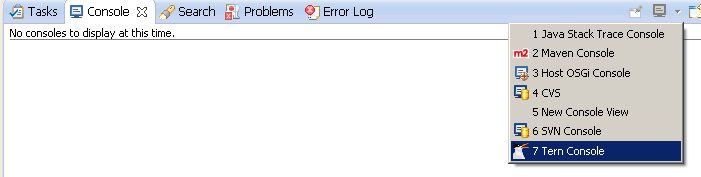 Tasks Console Search Problems Error Log
No consoles to display at this time.
1 Java Stack Trace Console
m2 2 Maven Console
3 Host OSGi Console
4 CVS
5 New Console View
6 SVN Console
7 Tern Console